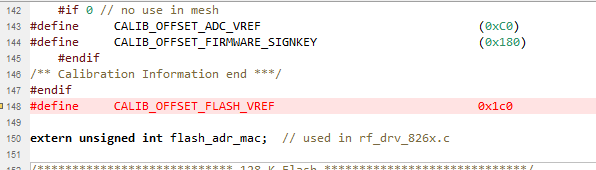 142 #if 0 // no use in mesh
143 #define CALIB_OFFSET_ADC_VREF (0xC0)
144 #define CALIB_OFFSET_FIRMWARE_SIGNKEY (0x180)
145 #endif
146 /** Calibration Information end ***/
147 #endif
148 #define CALIB_OFFSET_FLASH_VREF 0x1c0
149
150 extern unsigned int flash_adr_mac; // used in rf_drv_826x.c
151
152 /**************************** 128 K Flash *****************************/